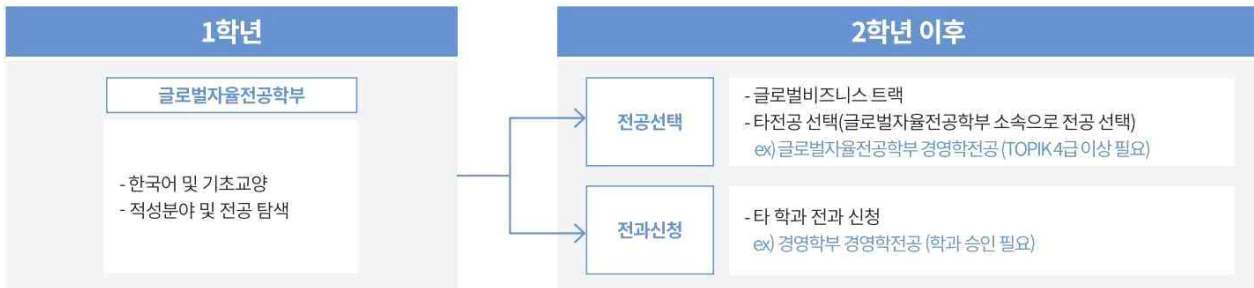 1학년
글로벌자율전공학부
- 한국어 및 기초교양
- 적성분야 및 전공 탐색
2학년 이후
전공선택
- 글로벌비즈니스 트랙
- 타전공 선택(글로벌자율전공학부 소속으로 전공 선택)
ex) 글로벌자율전공학부 경영학전공 (TOPIK 4급 이상 필요)
전과신청
- 타 학과 전과 신청
ex) 경영학부 경영학전공 (학과 승인 필요)